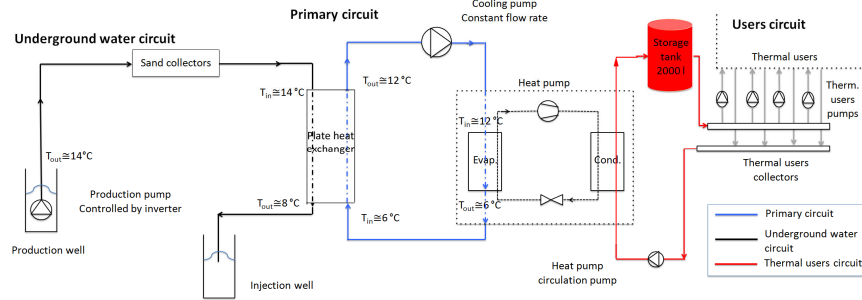 Cooling pump
Constant flow rate
Primary circuit
Users circuit
Underground water circuit
Sand collectors
Storage
tank
2000 l
Thermal users
Tout≅12°C
Tin≅14°C
Heat pump
Therm.
users
pumps
Tin≅12°C
Plate heat
exchanger
Evap.
Cond.
Tout≅14°C
Thermal users
collectors
Production pump
Controlled by inverter
Tout≅8°C
Tout≅6°C
Tin≅6°C
Primary circuit
Underground water
circuit
Thermal users circuit
Production well
Injection well
Heat pump
circulation pump